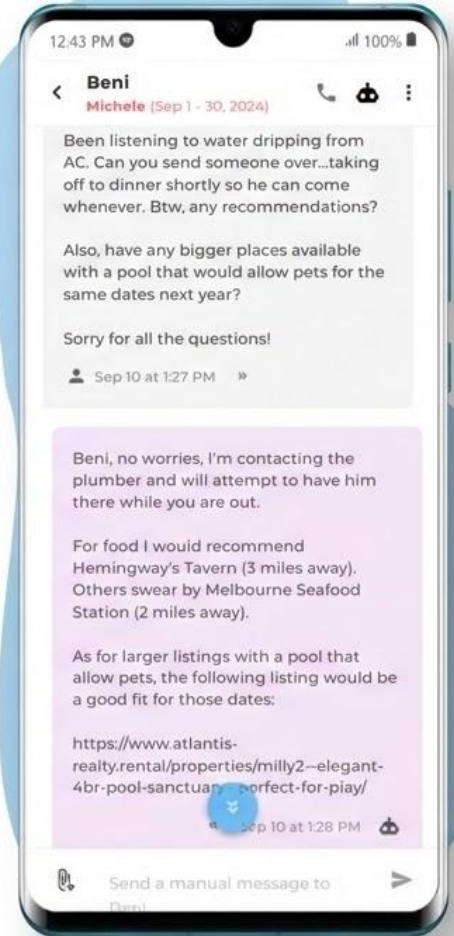 12:43 PM
100%
Beni
Michele (Sep 1 - 30, 2024)
Been listening to water dripping from
AC. Can you send someone over...taking
off to dinner shortly so he can come
whenever. Btw, any recommendations?
Also, have any bigger places available
with a pool that would allow pets for the
same dates next year?
Sorry for all the questions!
Sep 10 at 1:27 PM
Beni, no worries, I'm contacting the
plumber and will attempt to have him
there while you are out.
For food I would recommend
Hemingway's Tavern (3 miles away).
Others swear by Melbourne Seafood
Station (2 miles away).
As for larger listings with a pool that
allow pets, the following listing would be
a good fit for those dates:
https://www.atlantis-
realty.rental/properties/milly2--elegant-
4br-pool-sanctuar
Sep 10 at 1:28 PM
Send a manual message to